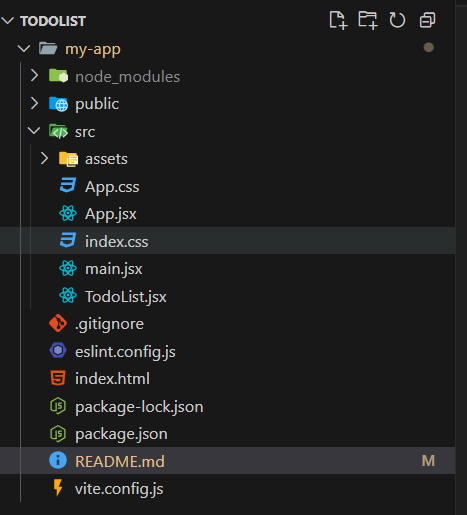 TODOLIST
my-app
node_modules
public
src
assets
App.css
App.jsx
index.css
main.jsx
TodoList.jsx
.gitignore
eslint.config.js
index.html
package-lock.json
package.json
README.md M
vite.config.js